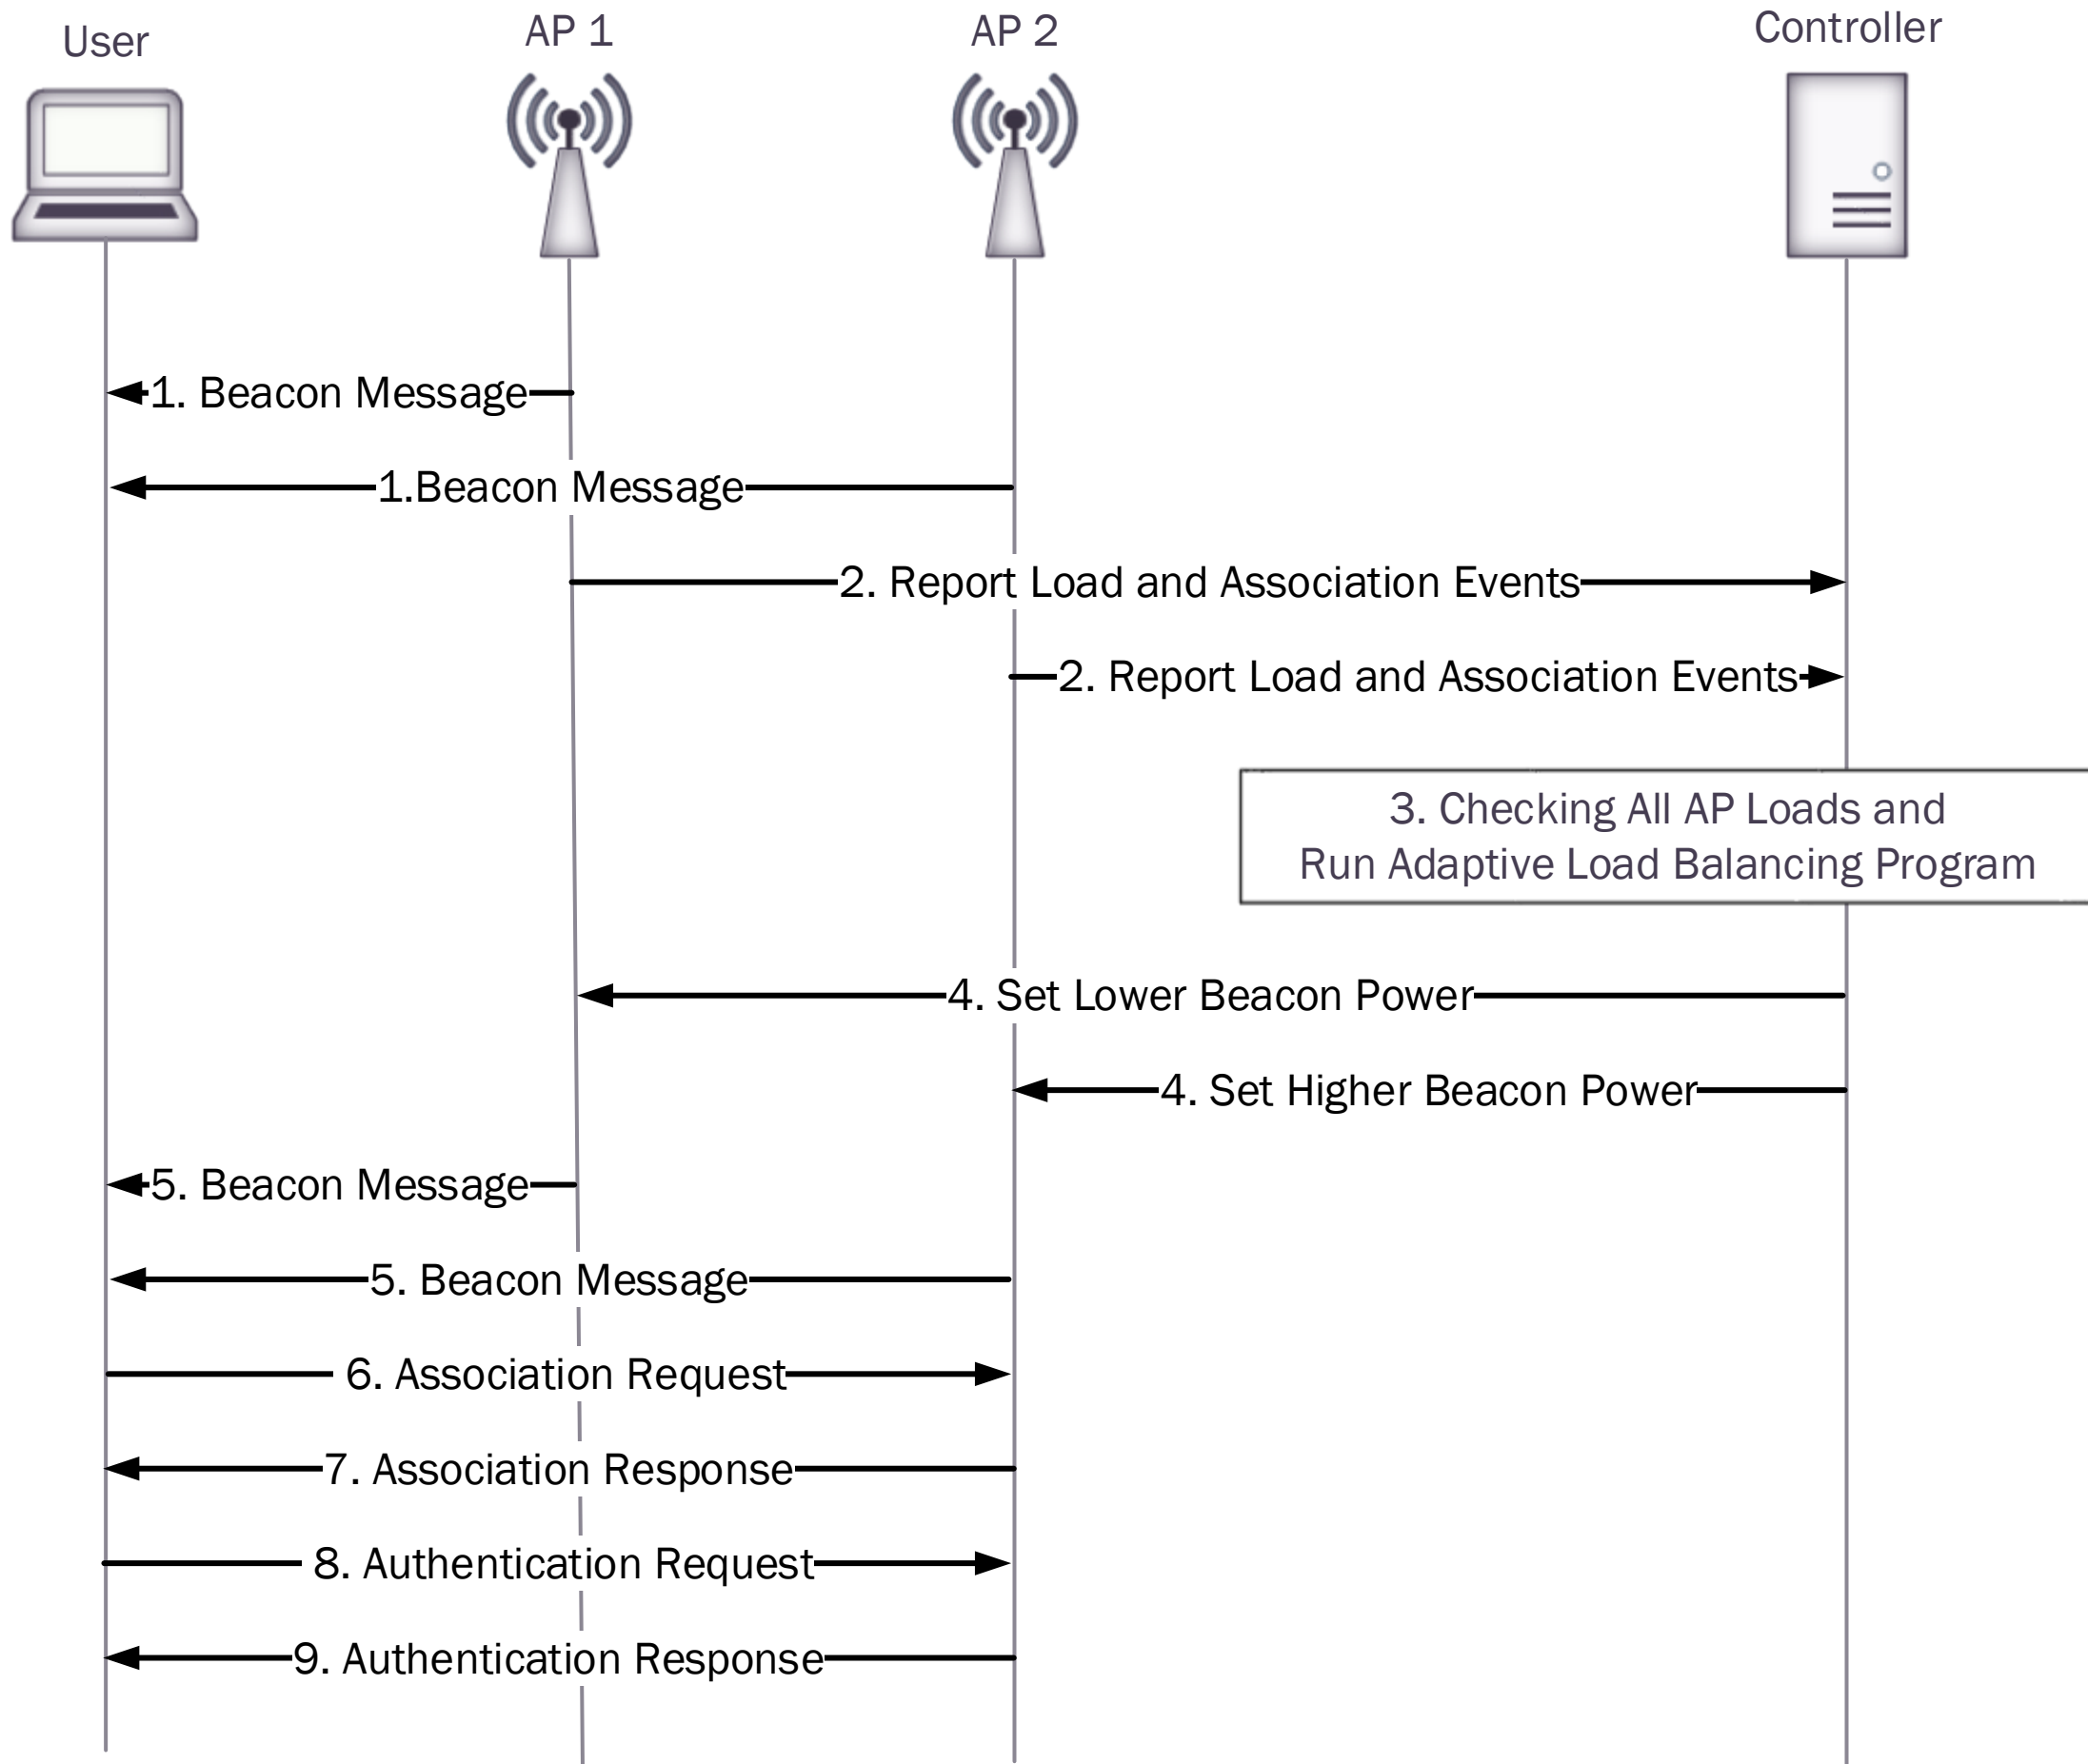 User
AP 1
AP 2
Controller
1. Beacon Message
1.Beacon Message
2. Report Load and Association Events
2. Report Load and Association Events
3. Checking All AP Loads and
Run Adaptive Load Balancing Program
4. Set Lower Beacon Power
4. Set Higher Beacon Power
5. Beacon Message
5. Beacon Message
6. Association Request
7. Association Response
8. Authentication Request
9. Authentication Response